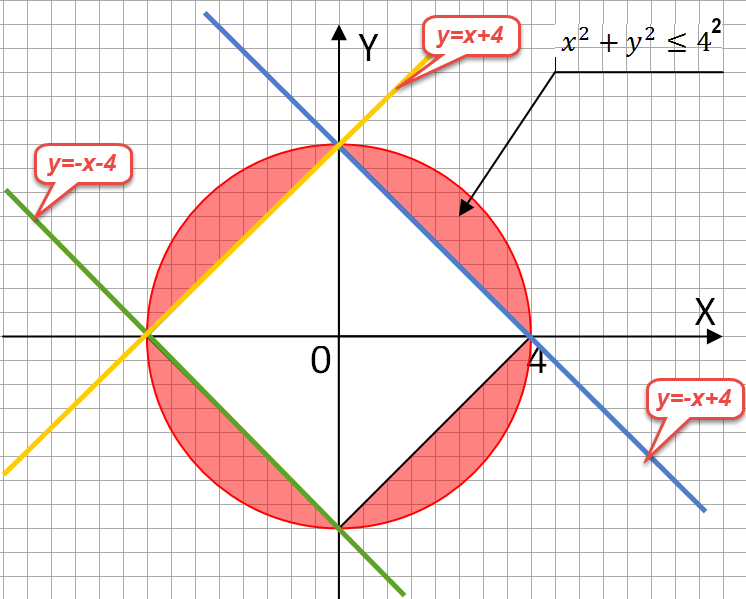 y=x+4
x² + y² ≤ 4²
Y
y=-x-4
X
0
4
y=-x+4